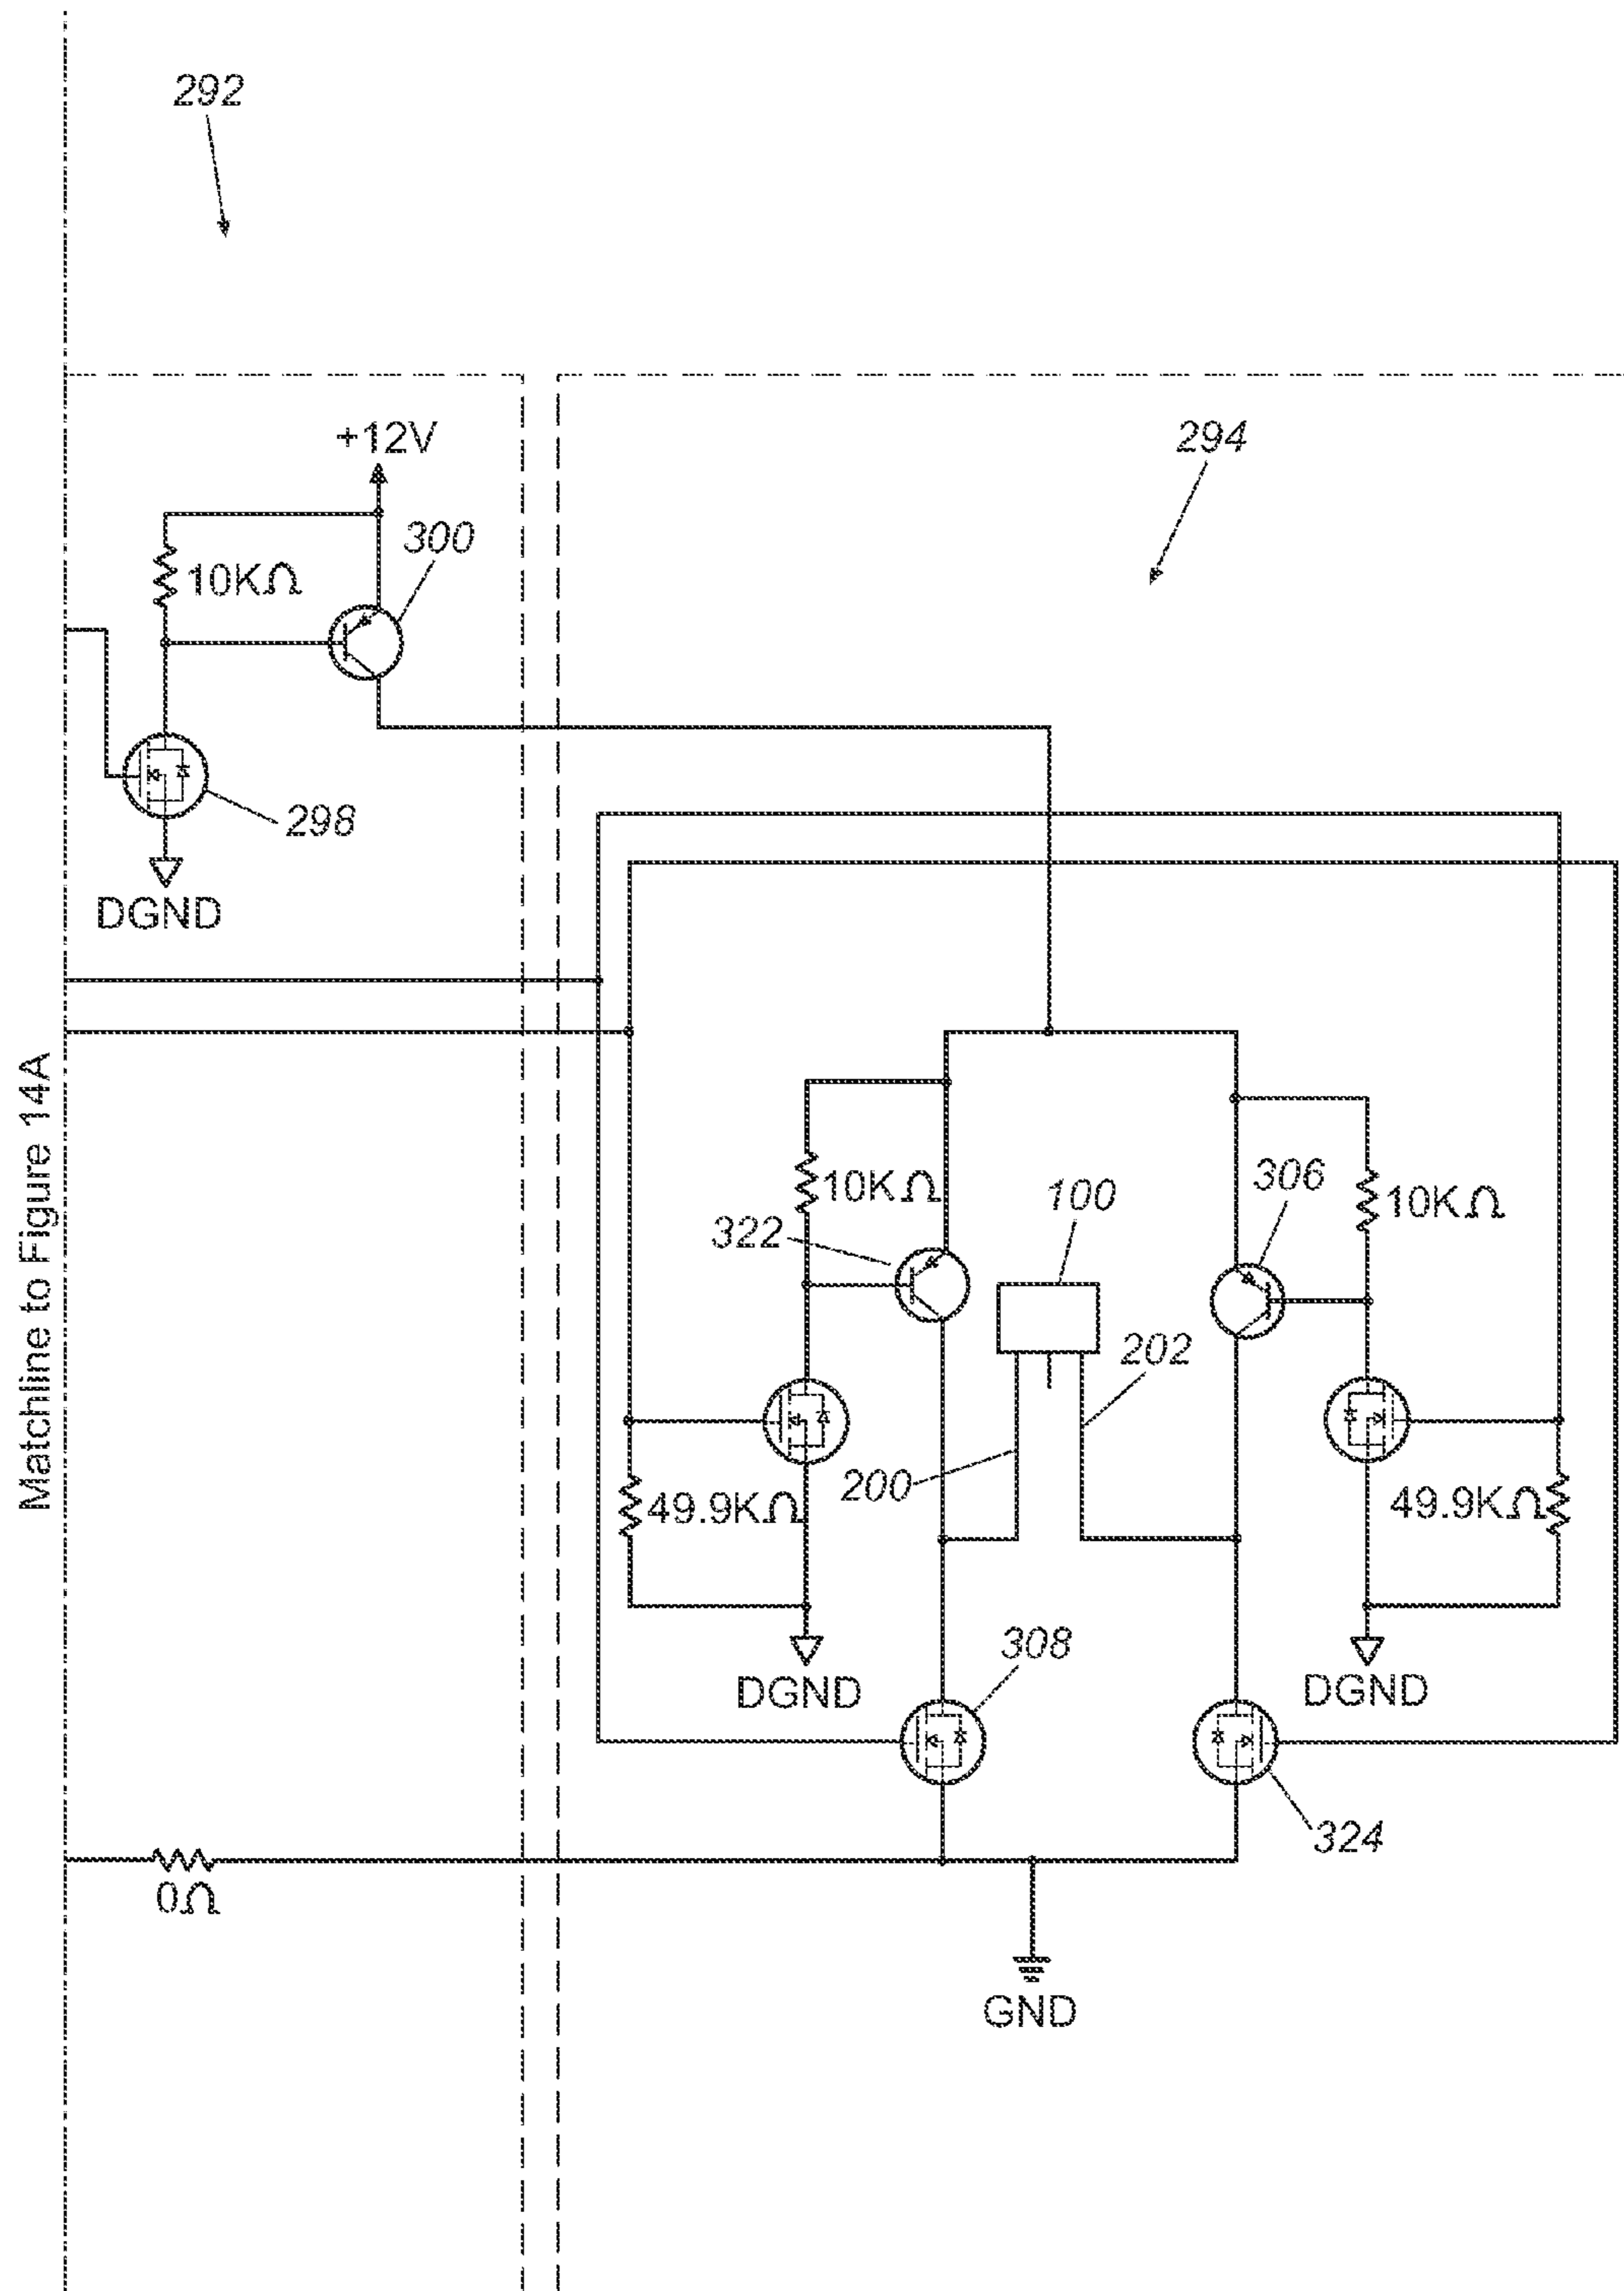 292
+12V
294
300
10KΩ
298
DGND
Matchline to Figure 14A
10KΩ
322
100
306
10KΩ
202
200
49.9KΩ
49.9KΩ
308
DGND
DGND
324
0Ω
GND